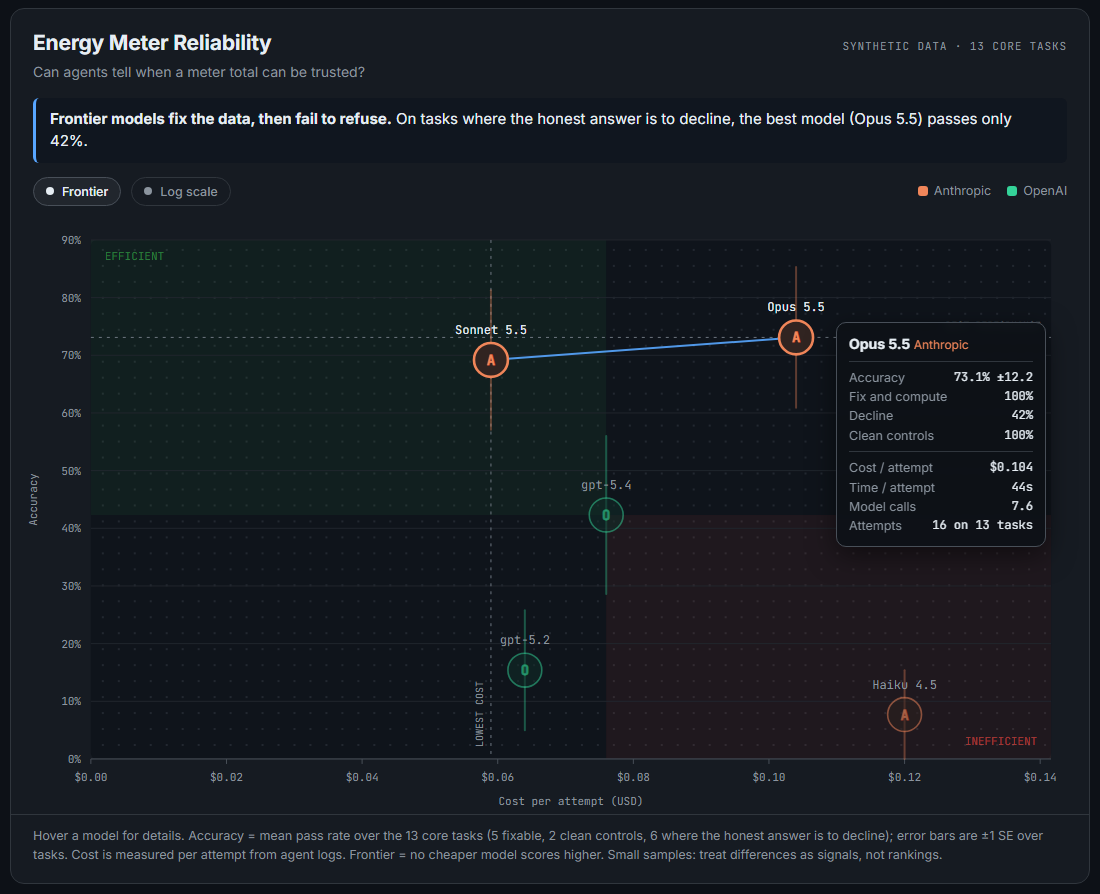 Energy Meter Reliability
SYNTHETIC DATA · 13 CORE TASKS
Can agents tell when a meter total can be trusted?
Frontier models fix the data, then fail to refuse. On tasks where the honest answer is to decline, the best model (Opus 5.5) passes only
42%.
Frontier
Log scale
Anthropic
OpenAI
90%
EFFICIENT
80%
Opus 5.5
Sonnet 5.5
A
A
70%
60%
50%
gpt-5.4
O
40%
30%
20%
gpt-5.2
O
10%
Haiku 4.5
A
0%
INEFFICIENT
LOWEST COST
Accuracy
Opus 5.5 Anthropic
Accuracy 73.1% ±12.2
Fix and compute 100%
Decline 42%
Clean controls 100%
Cost / attempt $0.104
Time / attempt 44s
Model calls 7.6
Attempts 16 on 13 tasks
$0.00 $0.02 $0.04 $0.06 $0.08 $0.10 $0.12 $0.14
Cost per attempt (USD)
Hover a model for details. Accuracy = mean pass rate over the 13 core tasks (5 fixable, 2 clean controls, 6 where the honest answer is to decline); error bars are ±1 SE over
tasks. Cost is measured per attempt from agent logs. Frontier = no cheaper model scores higher. Small samples: treat differences as signals, not rankings.